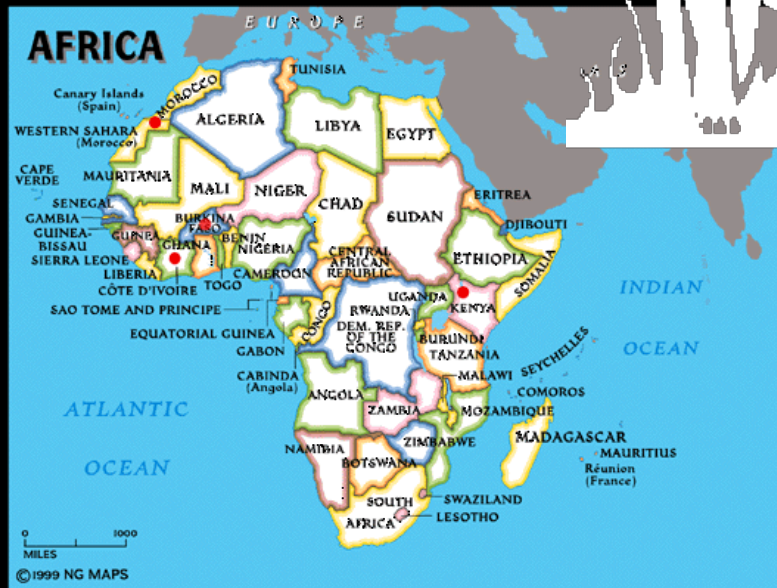 EUROPE
AFRICA
TUNISIA
Canary Islands
(Spain)
MOROCCO
ALGERIA
LIBYA
EGYPT
WESTERN SAHARA
(Morocco)
CAPE
VERDE
MAURITANIA
MALI
NIGER
CHAD
SUDAN
ERITREA
SENEGAL
GAMBIA
GUINEA-
BISSAU
GUINEA
BURKINA
FASO
DJIBOUTI
SIERRA LEONE
GHANA
BENIN
NIGERIA
CENTRAL
AFRICAN
REPUBLIC
ETHIOPIA
SOMALIA
LIBERIA
CÔTE D'IVOIRE
TOGO
CAMEROON
UGANDA
KENYA
INDIAN
OCEAN
SAO TOME AND PRINCIPE
EQUATORIAL GUINEA
GABON
CONGO
RWANDA
DEM. REP.
OF THE
CONGO
BURUNDI
TANZANIA
SEYCHELLES
CABINDA
(Angola)
MALAWI
COMOROS
ANGOLA
ZAMBIA
MOZAMBIQUE
ATLANTIC
OCEAN
MADAGASCAR
MAURITIUS
Réunion
(France)
NAMIBIA
ZIMBABWE
BOTSWANA
SOUTH
AFRICA
SWAZILAND
LESOTHO
0 1000
MILES
©1999 NG MAPS